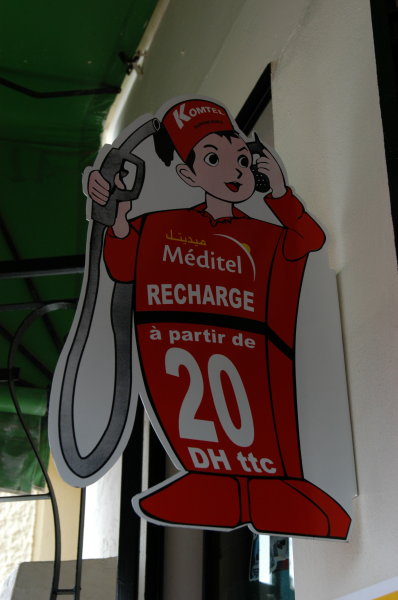 KOMTEL
ميديتل
Méditel
RECHARGE
à partir de
20
DH ttc